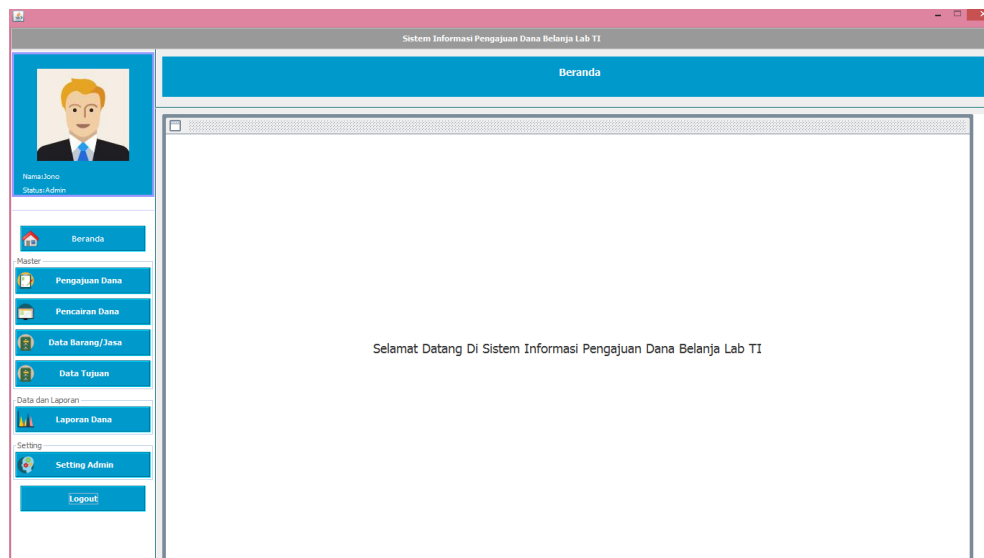 Sistem Informasi Pengajuan Dana Belanja Lab TI
Beranda
Nama:Jono
Status:Admin
Beranda
Master
Pengajuan Dana
Pencairan Dana
Data Barang/Jasa
Data Tujuan
Data dan Laporan
Laporan Dana
Setting
Setting Admin
Logout
Selamat Datang Di Sistem Informasi Pengajuan Dana Belanja Lab TI